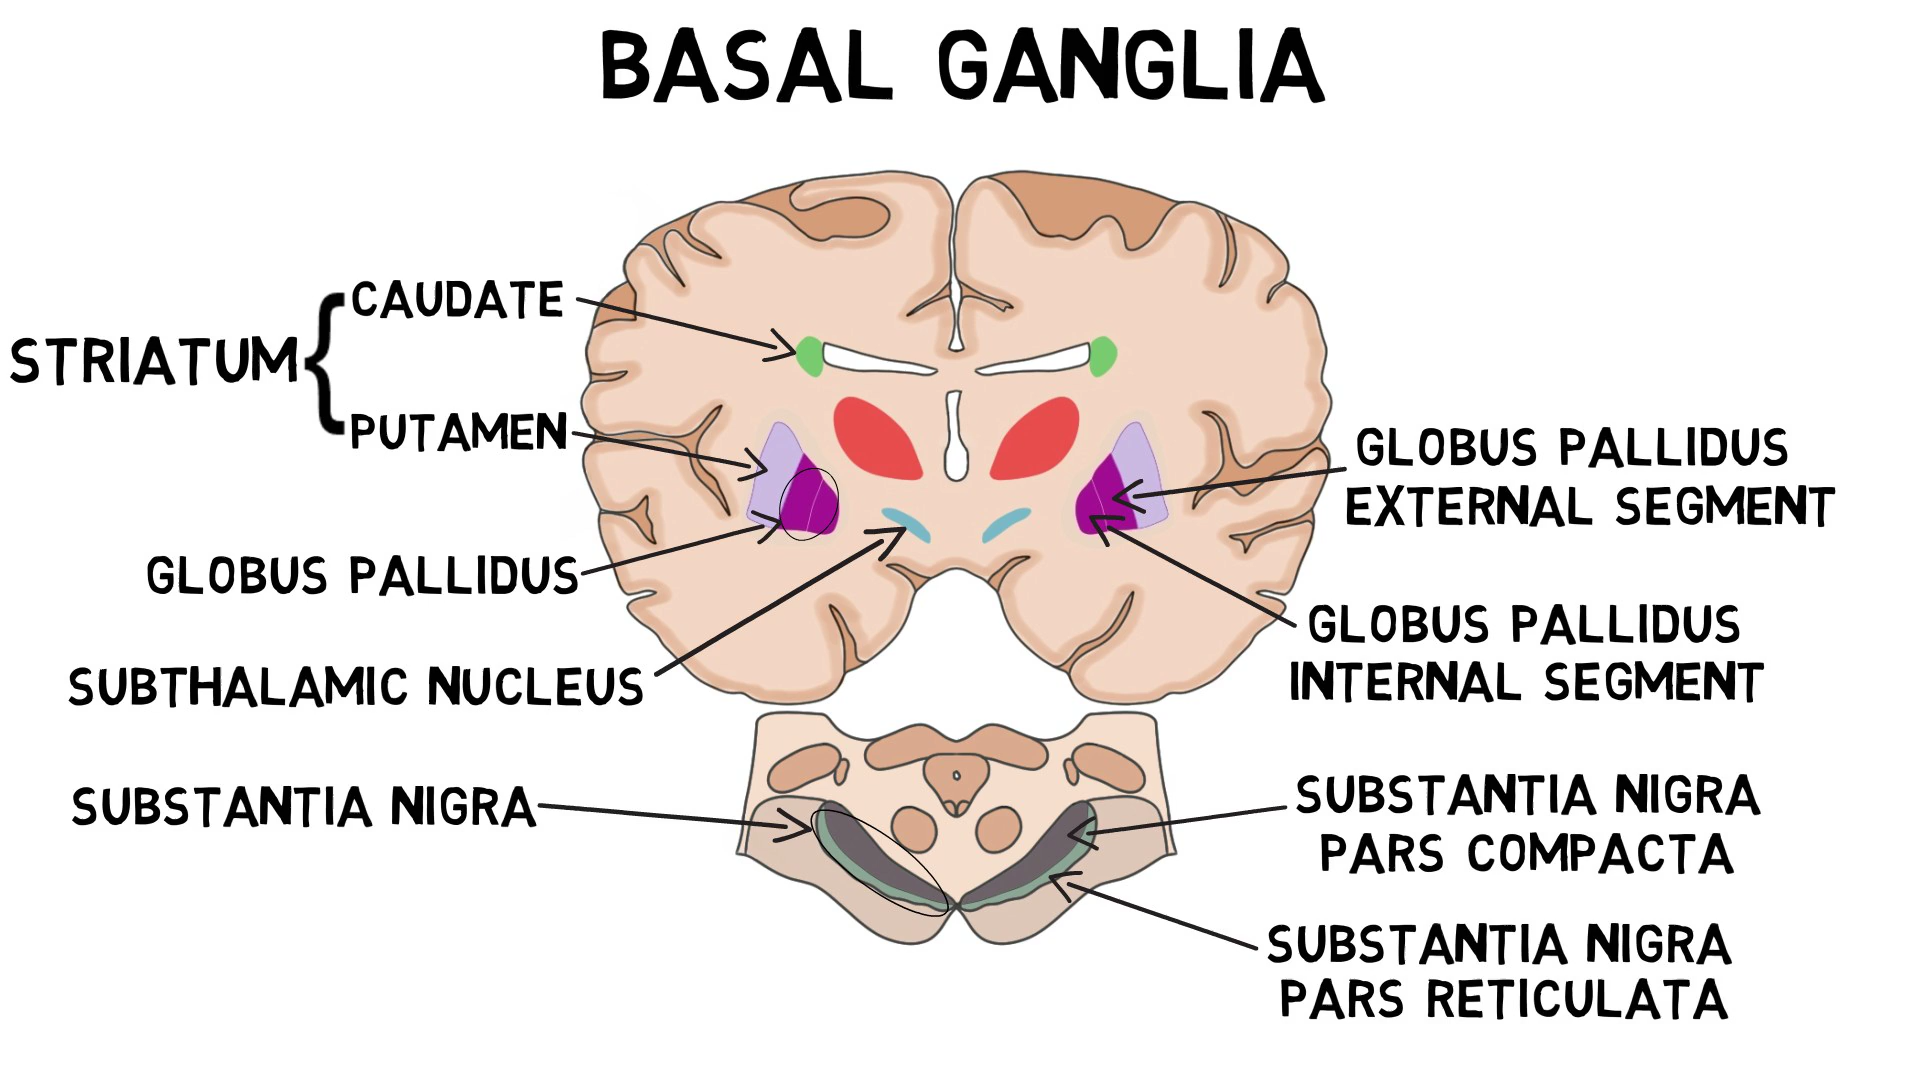 BASAL GANGLIA
STRIATUM
CAUDATE
PUTAMEN
GLOBUS PALLIDUS
SUBTHALAMIC NUCLEUS
SUBSTANTIA NIGRA
GLOBUS PALLIDUS
EXTERNAL SEGMENT
GLOBUS PALLIDUS
INTERNAL SEGMENT
SUBSTANTIA NIGRA
PARS COMPACTA
SUBSTANTIA NIGRA
PARS RETICULATA